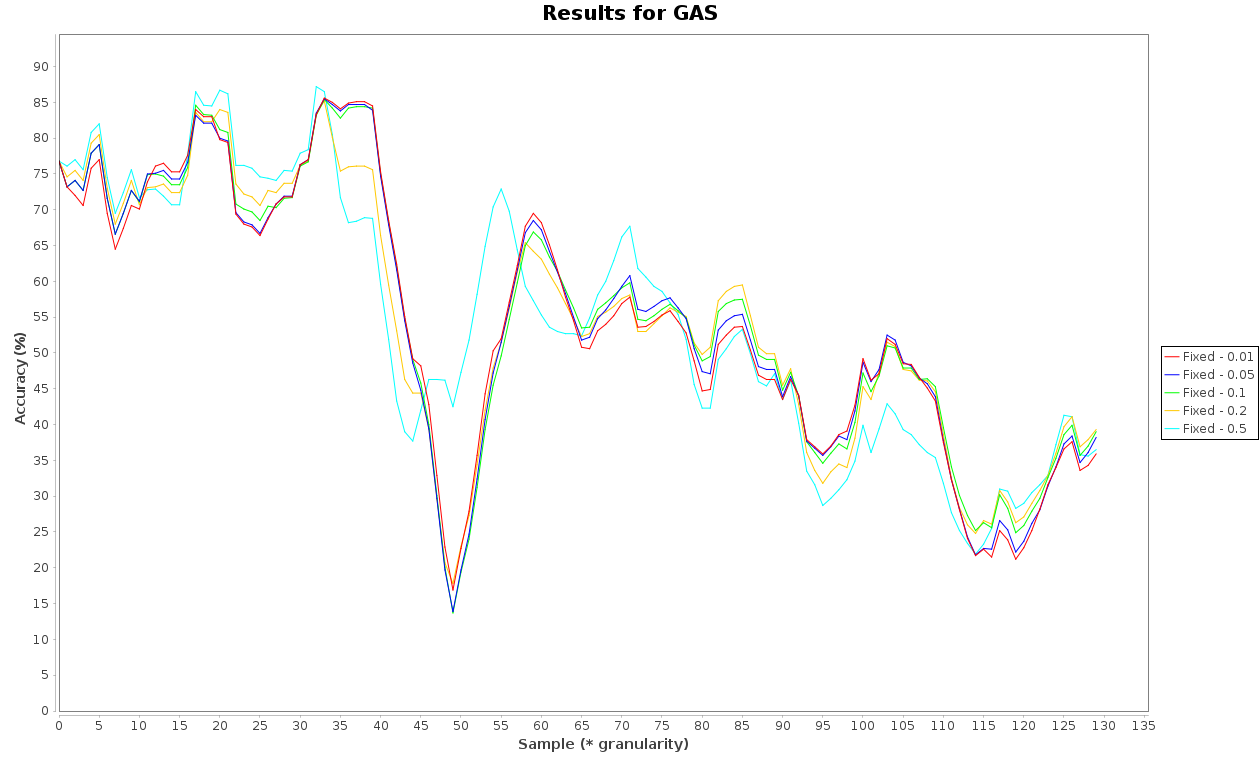 Results for GAS
90
85
80
75
70
65
60
55
50
45
40
35
30
25
20
15
10
5
0
Accuracy (%)
0 5 10 15 20 25 30 35 40 45 50 55 60 65 70 75 80 85 90 95 100 105 110 115 120 125 130 135
Sample (* granularity)
Fixed - 0.01
Fixed - 0.05
Fixed - 0.1
Fixed - 0.2
Fixed - 0.5